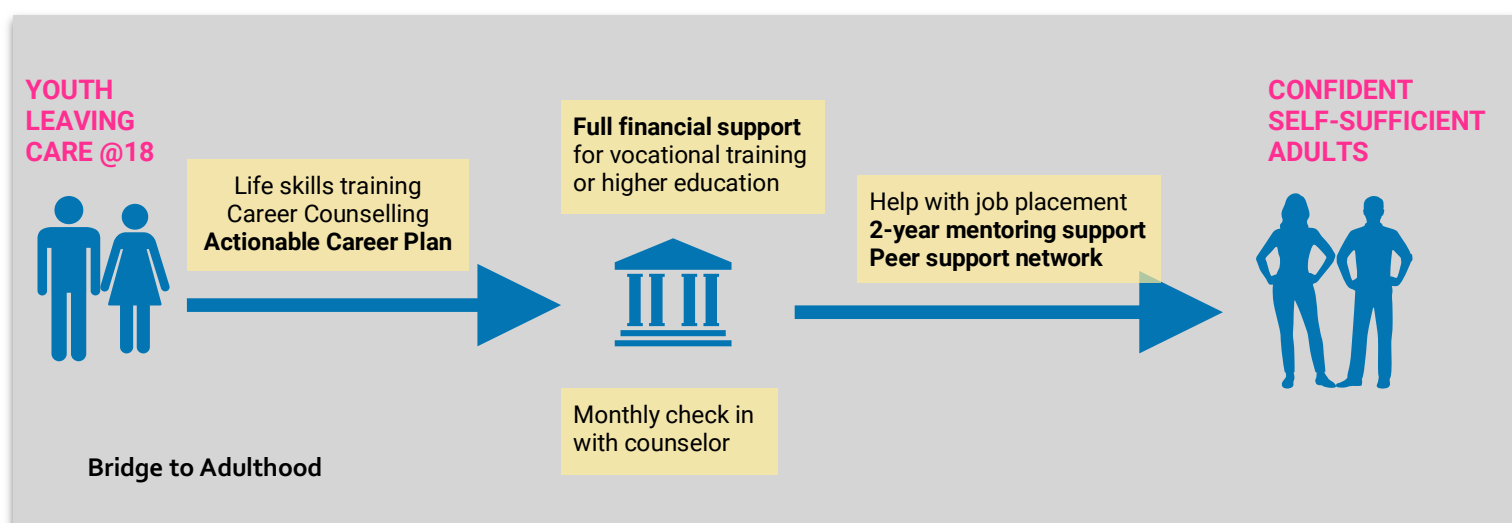 YOUTH
LEAVING
CARE @18
Life skills training
Career Counselling
Actionable Career Plan
Full financial support
for vocational training
or higher education
Monthly check in
with counselor
Help with job placement
2-year mentoring support
Peer support network
CONFIDENT
SELF-SUFFICIENT
ADULTS
Bridge to Adulthood